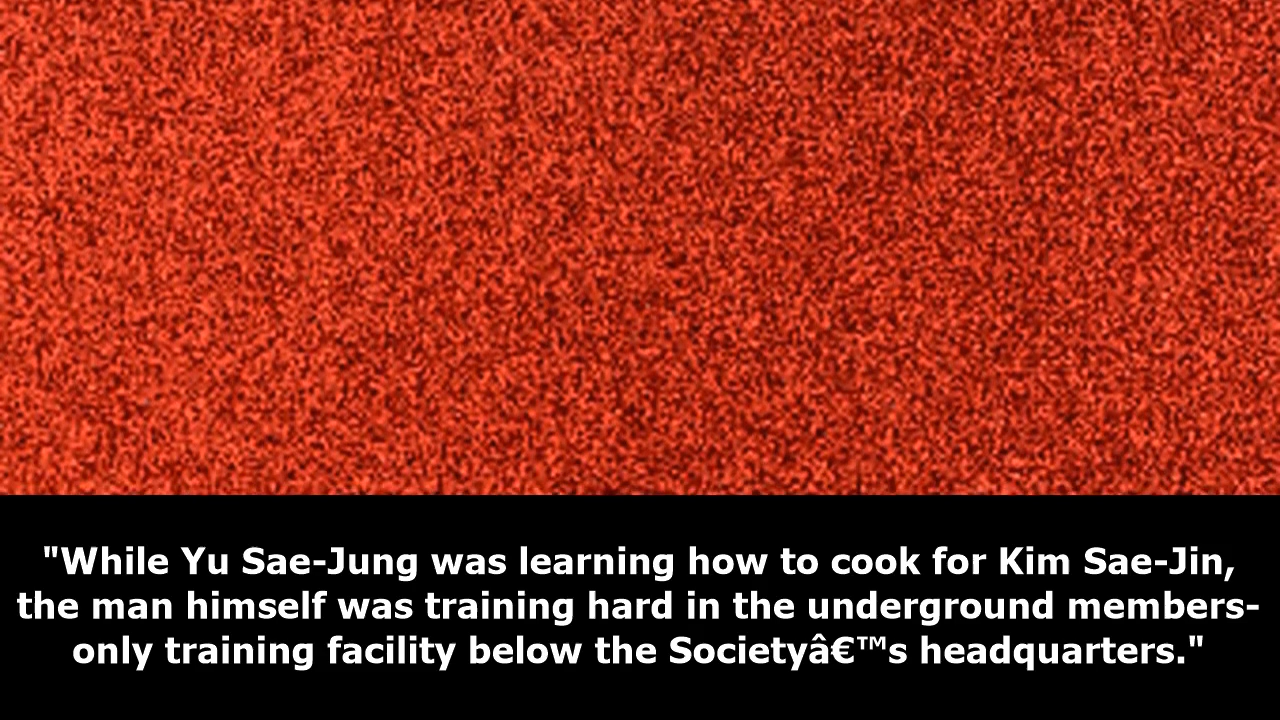 "While Yu Sae-Jung was learning how to cook for Kim Sae-Jin,
the man himself was training hard in the underground members-
only training facility below the Societyâ€™s headquarters."